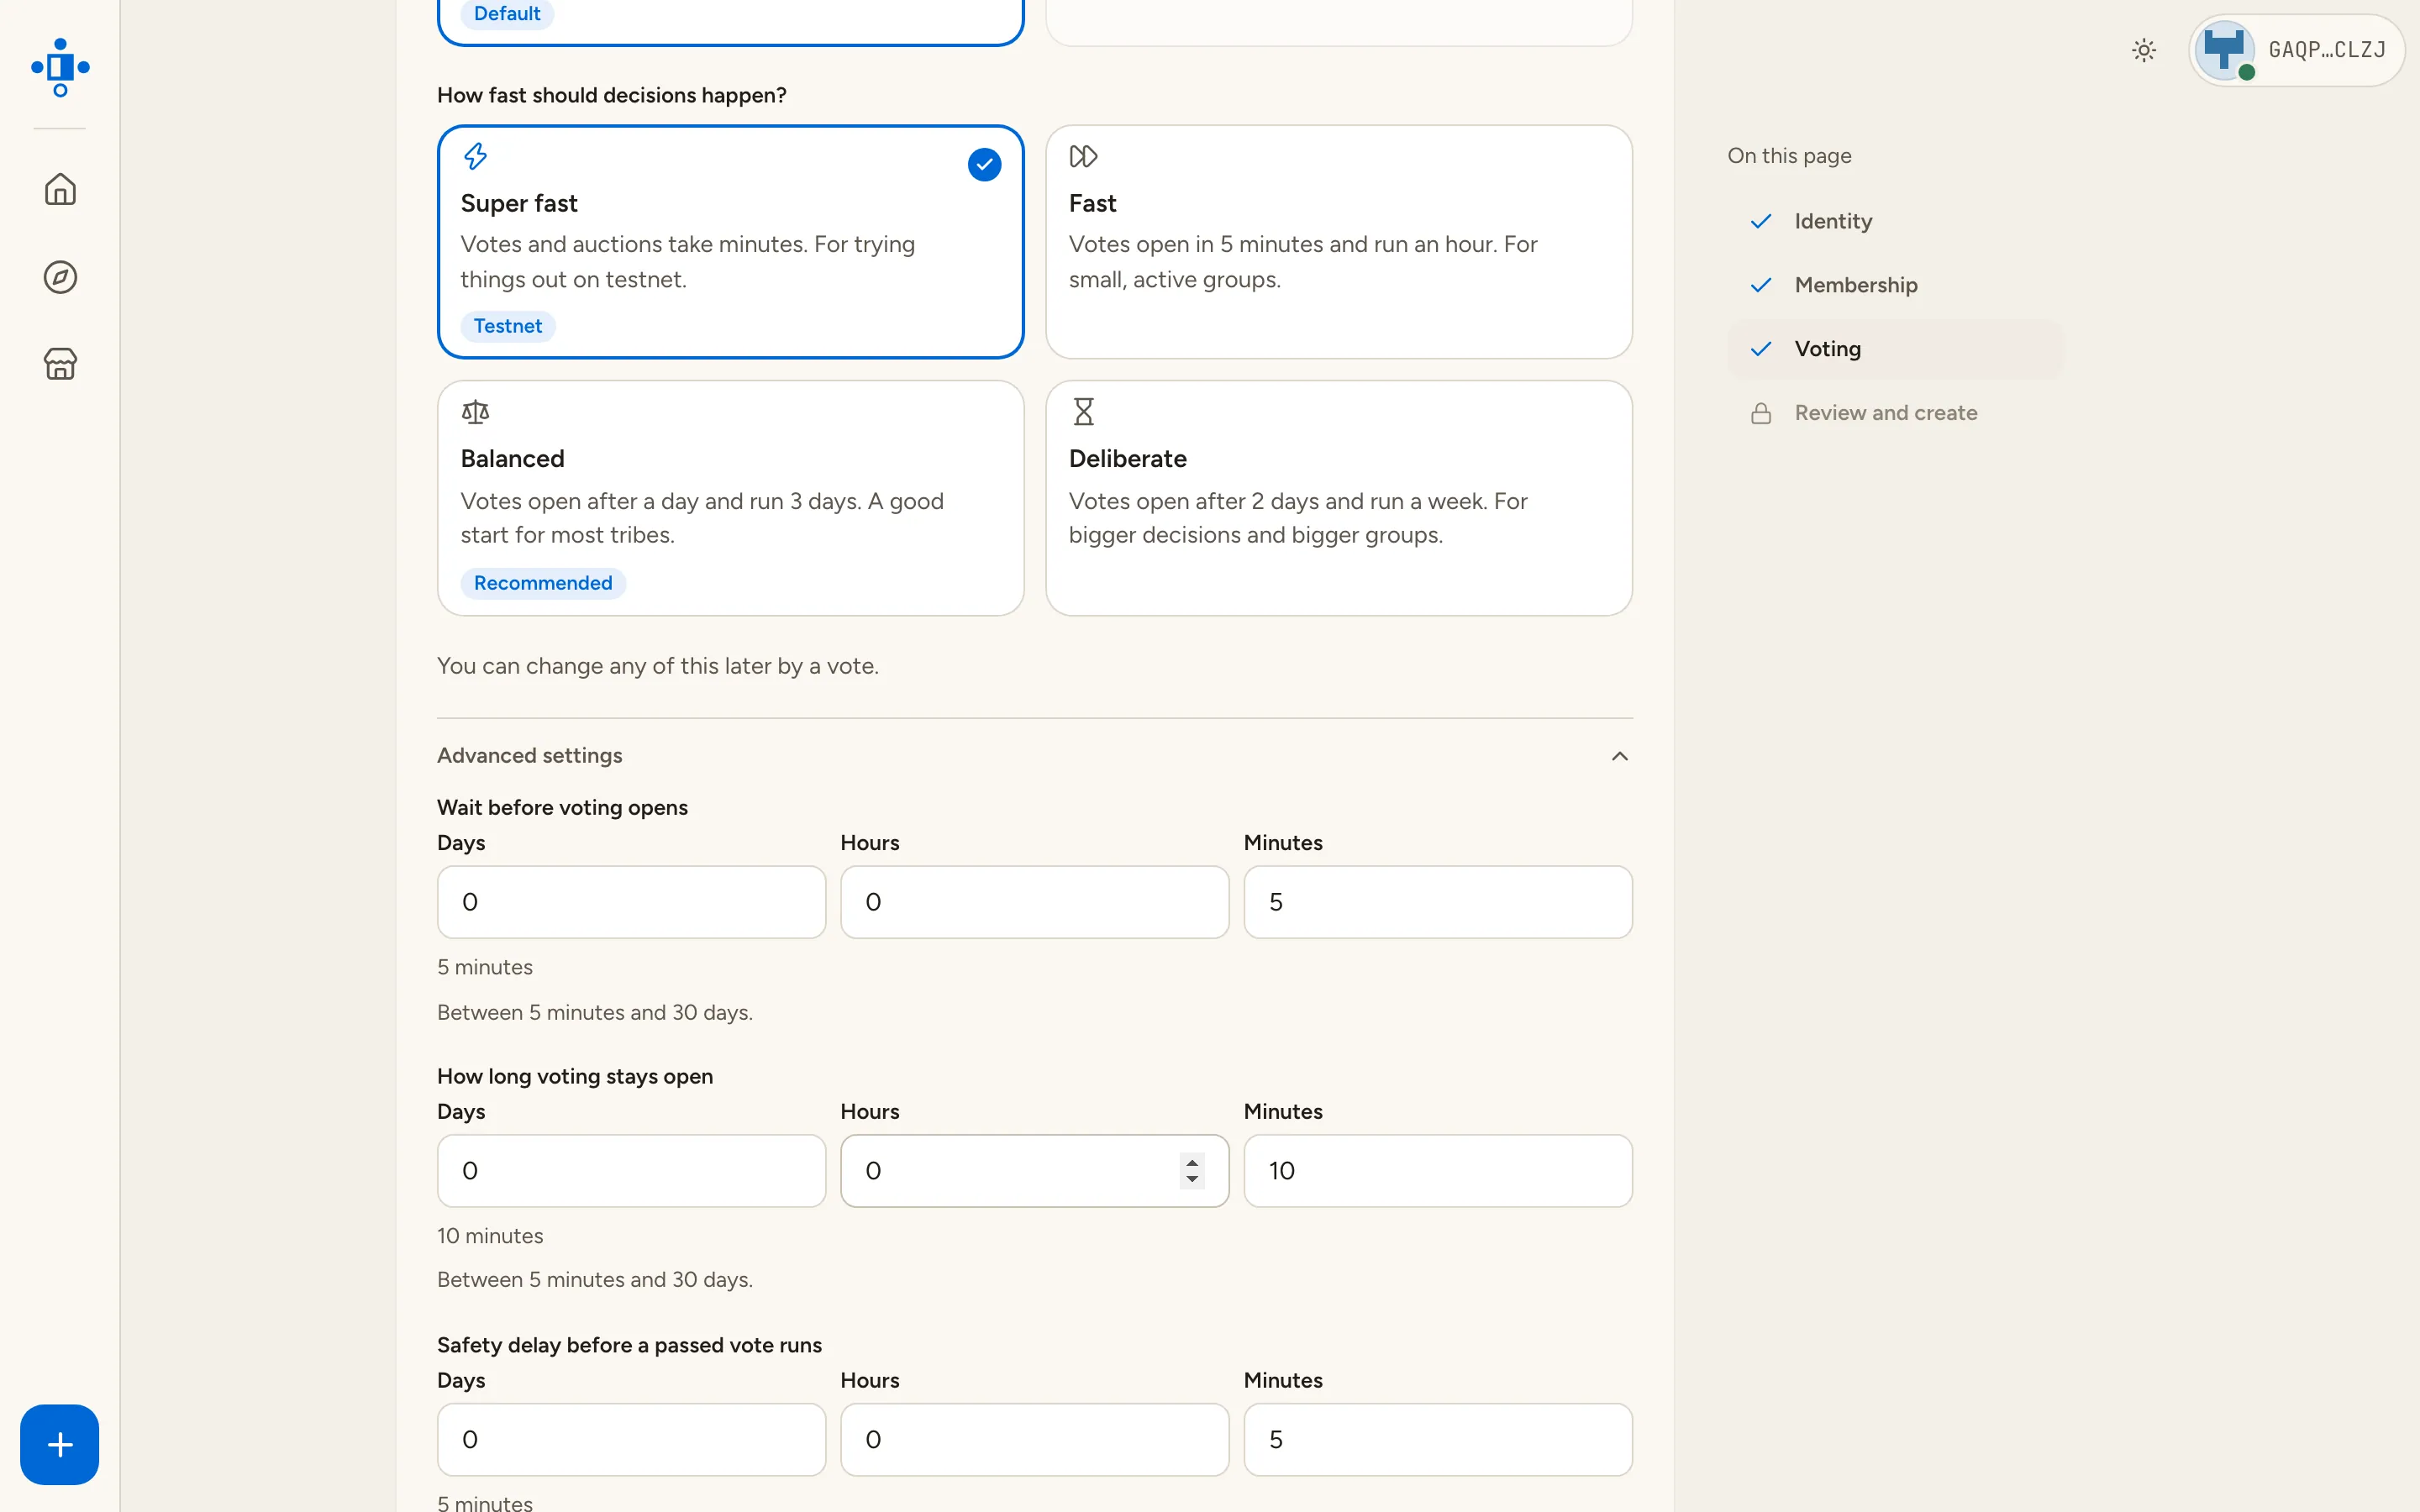 Default
GAQP...CLZJ
How fast should decisions happen?
Super fast
Votes and auctions take minutes. For trying
things out on testnet.
Testnet
Fast
Votes open in 5 minutes and run an hour. For
small, active groups.
Balanced
Votes open after a day and run 3 days. A good
start for most tribes.
Recommended
Deliberate
Votes open after 2 days and run a week. For
bigger decisions and bigger groups.
You can change any of this later by a vote.
Advanced settings
Wait before voting opens
Days Hours Minutes
0 0 5
5 minutes
Between 5 minutes and 30 days.
How long voting stays open
Days Hours Minutes
0 0 10
10 minutes
Between 5 minutes and 30 days.
Safety delay before a passed vote runs
Days Hours Minutes
0 0 5
5 minutes
On this page
Identity
Membership
Voting
Review and create